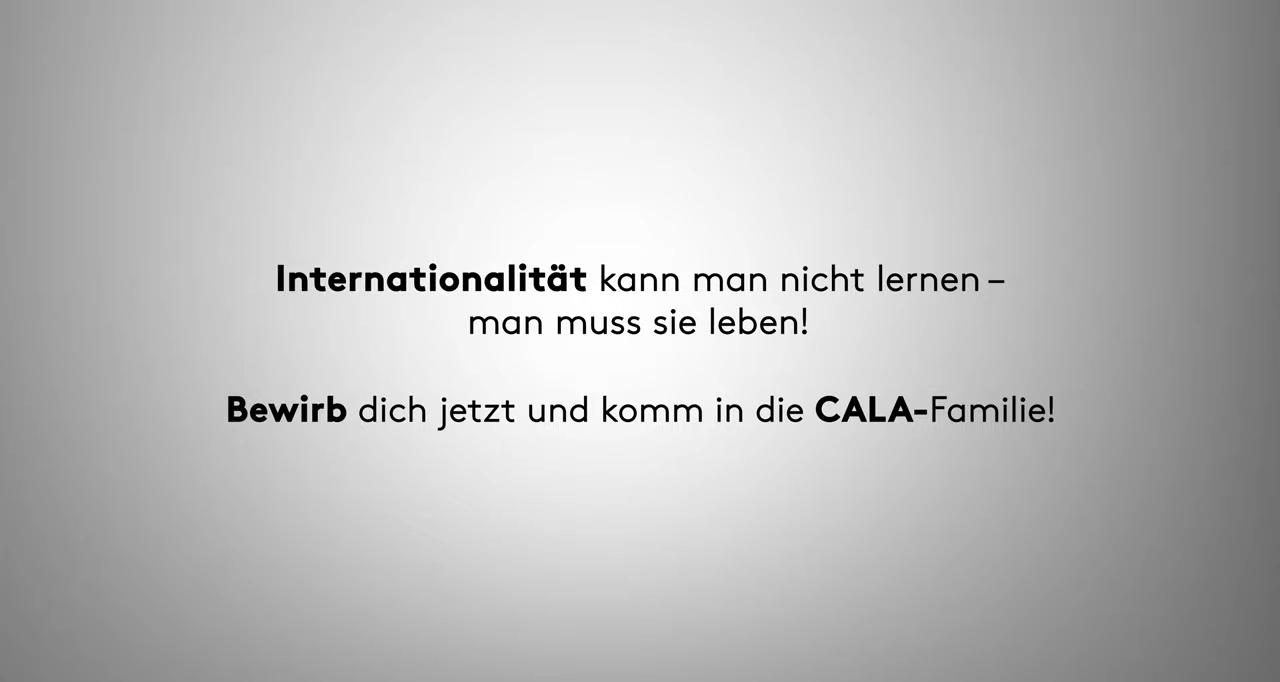 Internationalität kann man nicht lernen –
man muss sie leben!
Bewirb dich jetzt und komm in die CALA-Familie!